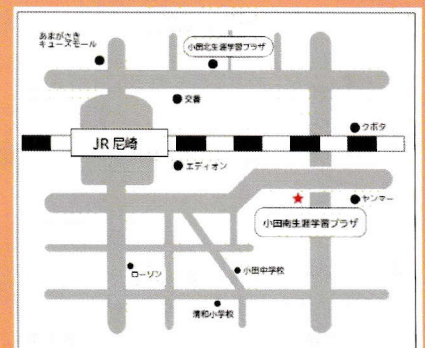 あまがさき
キューズモール
小田北生涯学習プラザ
交番
クボタ
JR 尼崎
エディオン
ヤンマー
小田南生涯学習プラザ
ローソン
小田中学校
清和小学校